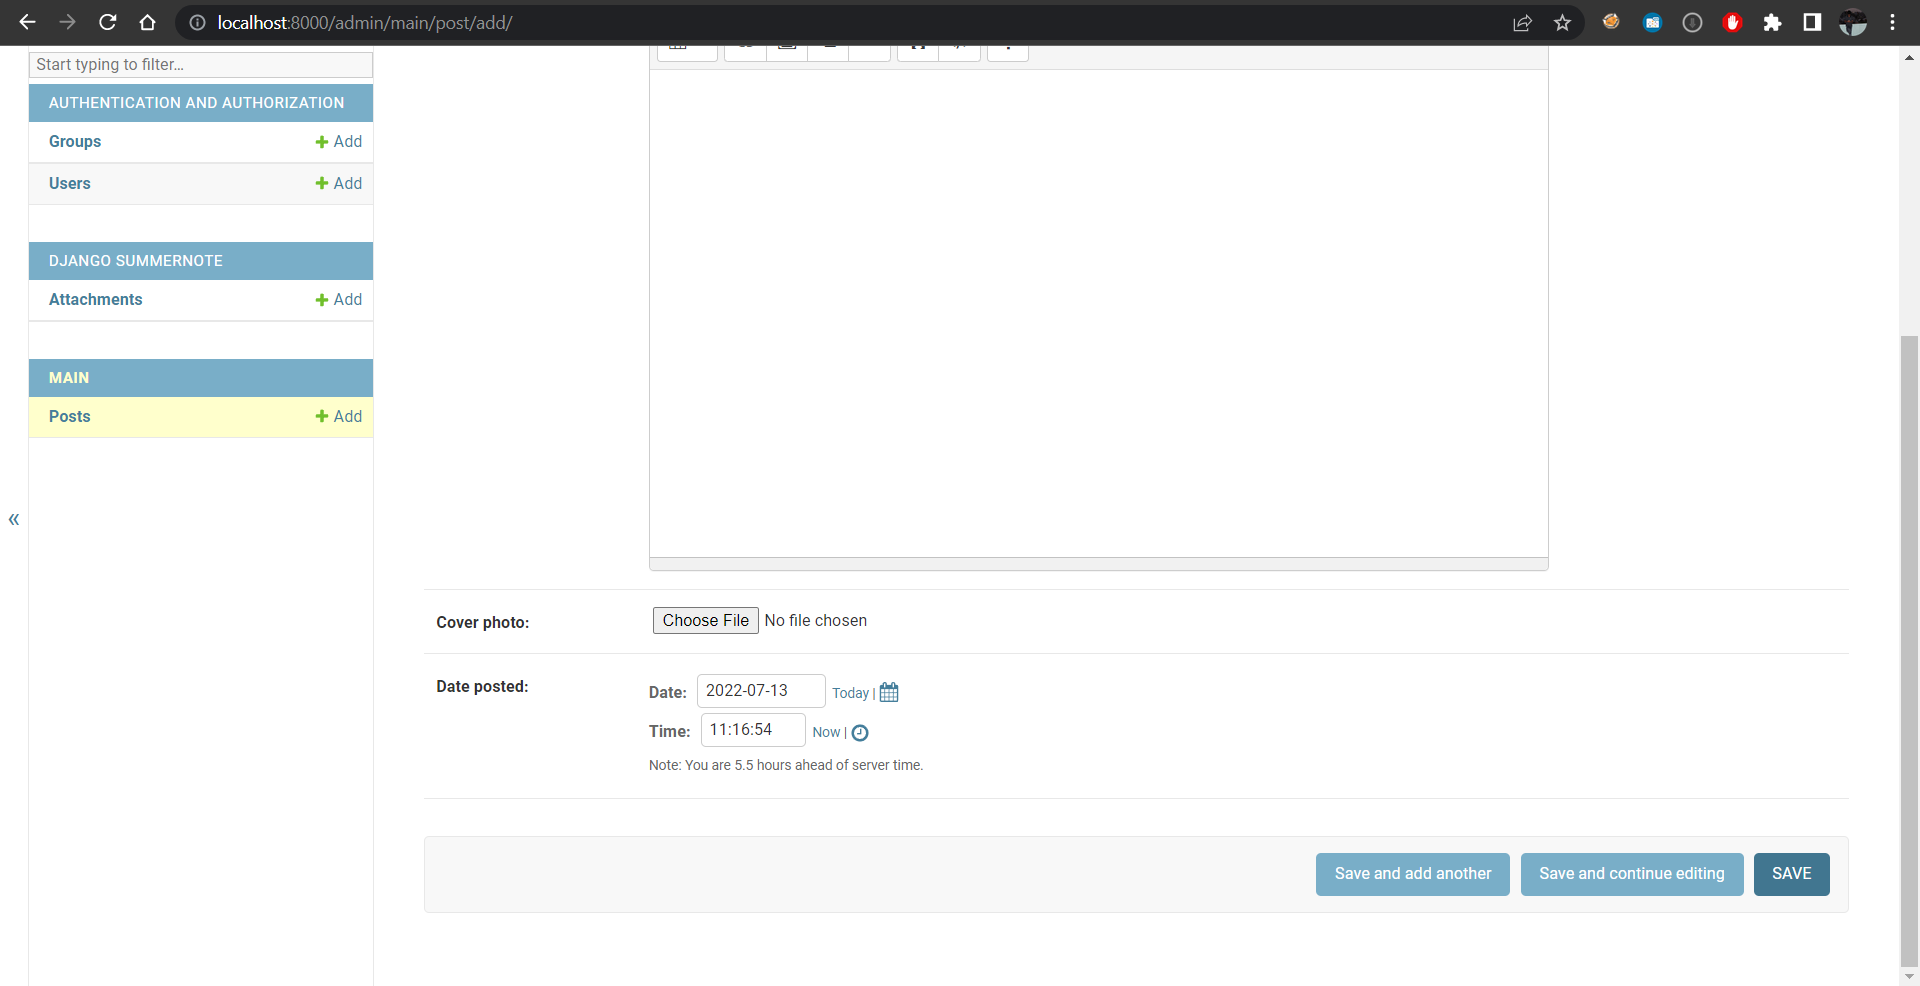 localhost:8000/admin/main/post/add/
Start typing to filter...
AUTHENTICATION AND AUTHORIZATION
Groups + Add
Users + Add
DJANGO SUMMERNOTE
Attachments + Add
MAIN
Posts + Add
«
Cover photo: Choose File No file chosen
Date posted: Date: 2022-07-13 Today |
Time: 11:16:54 Now |
Note: You are 5.5 hours ahead of server time.
Save and add another Save and continue editing SAVE